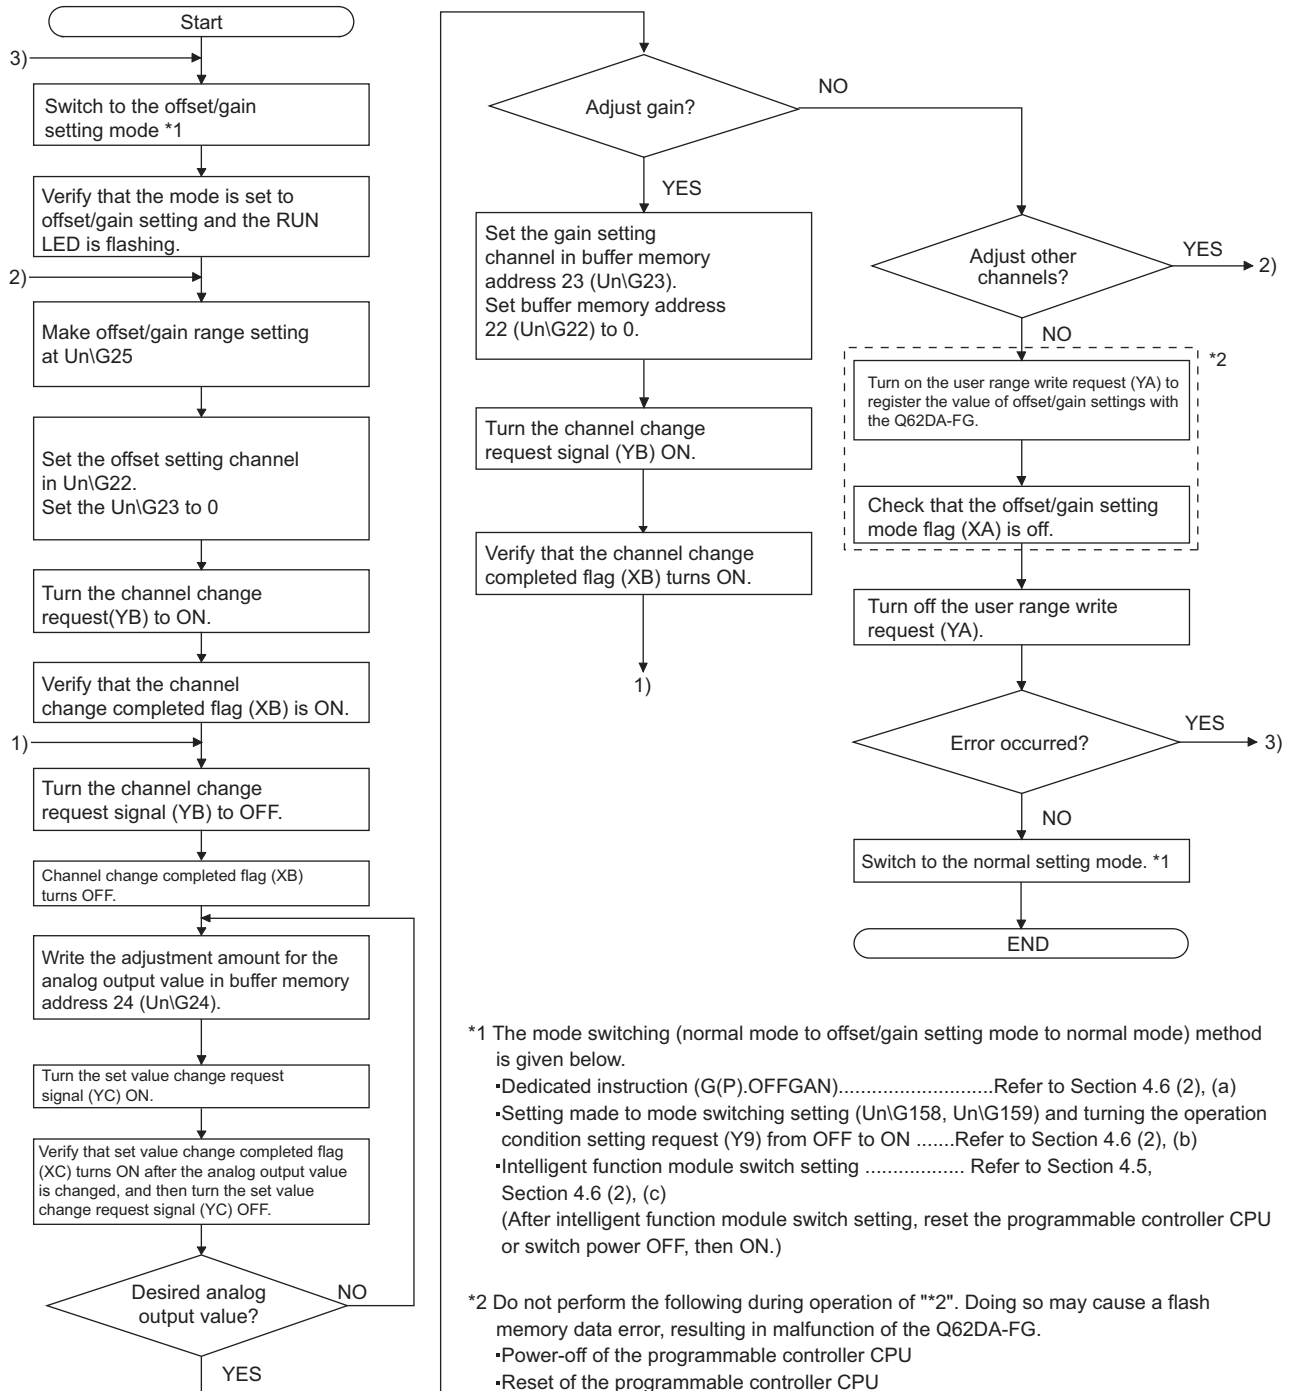 Start
3)
Switch to the offset/gain
setting mode *1
Verify that the mode is set to
offset/gain setting and the RUN
LED is flashing.
2)
Make offset/gain range setting
at Un\G25
Set the offset setting channel
in Un\G22.
Set the Un\G23 to 0
Turn the channel change
request(YB) to ON.
Verify that the channel
change completed flag (XB) is ON.
1)
Turn the channel change
request signal (YB) to OFF.
Channel change completed flag (XB)
turns OFF.
Write the adjustment amount for the
analog output value in buffer memory
address 24 (Un\G24).
Turn the set value change request
signal (YC) ON.
Verify that set value change completed flag
(XC) turns ON after the analog output value
is changed, and then turn the set value
change request signal (YC) OFF.
Desired analog
output value?
NO
YES
Adjust gain?
NO
YES
Set the gain setting
channel in buffer memory
address 23 (Un\G23).
Set buffer memory address
22 (Un\G22) to 0.
Turn the channel change
request signal (YB) ON.
Verify that the channel change
completed flag (XB) turns ON.
1)
Adjust other
channels?
YES
2)
NO
*2
Turn on the user range write request (YA) to
register the value of offset/gain settings with
the Q62DA-FG.
Check that the offset/gain setting
mode flag (XA) is off.
Turn off the user range write
request (YA).
Error occurred?
YES
3)
NO
Switch to the normal setting mode. *1
END
*1 The mode switching (normal mode to offset/gain setting mode to normal mode) method
is given below.
▪Dedicated instruction (G(P).OFFGAN)...........................Refer to Section 4.6 (2), (a)
▪Setting made to mode switching setting (Un\G158, Un\G159) and turning the operation
condition setting request (Y9) from OFF to ON .......Refer to Section 4.6 (2), (b)
▪Intelligent function module switch setting .................. Refer to Section 4.5,
Section 4.6 (2), (c)
(After intelligent function module switch setting, reset the programmable controller CPU
or switch power OFF, then ON.)
*2 Do not perform the following during operation of "*2". Doing so may cause a flash
memory data error, resulting in malfunction of the Q62DA-FG.
▪Power-off of the programmable controller CPU
▪Reset of the programmable controller CPU